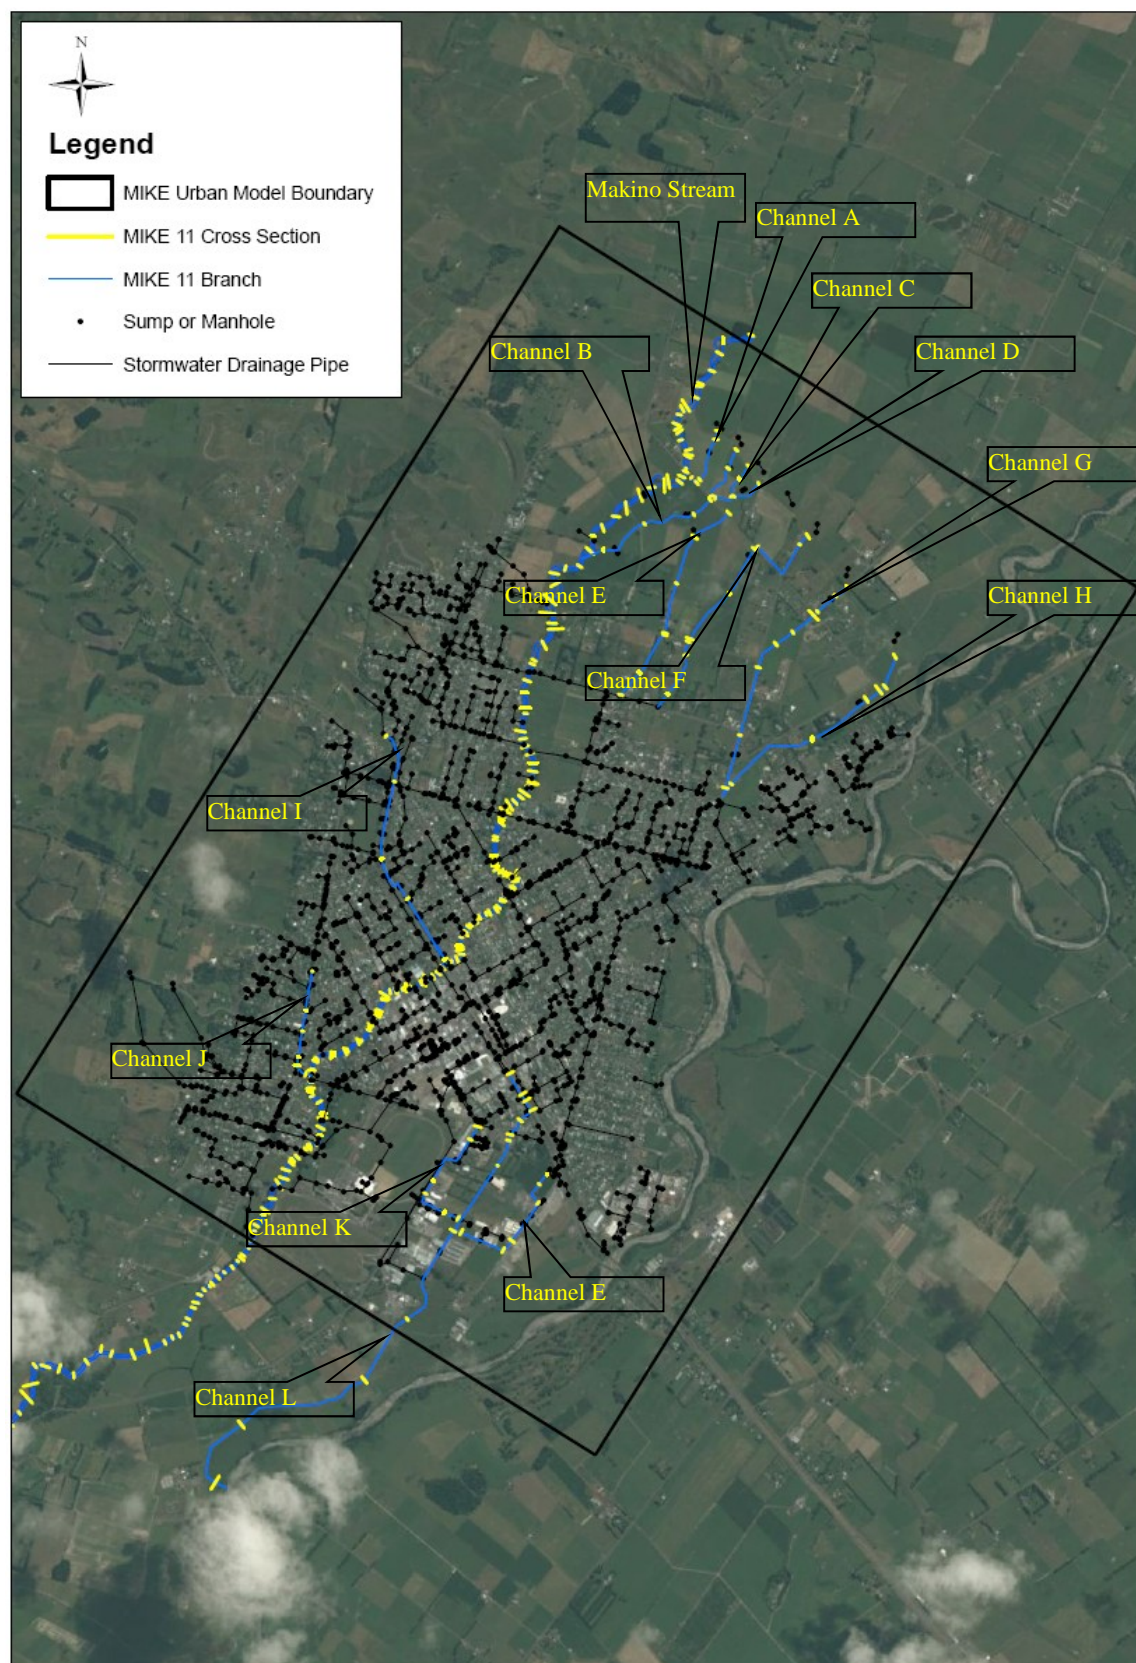 N
Legend
MIKE Urban Model Boundary
MIKE 11 Cross Section
MIKE 11 Branch
Sump or Manhole
Stormwater Drainage Pipe
Makino Stream
Channel A
Channel C
Channel B
Channel D
Channel G
Channel E
Channel H
Channel F
Channel I
Channel J
Channel K
Channel E
Channel L